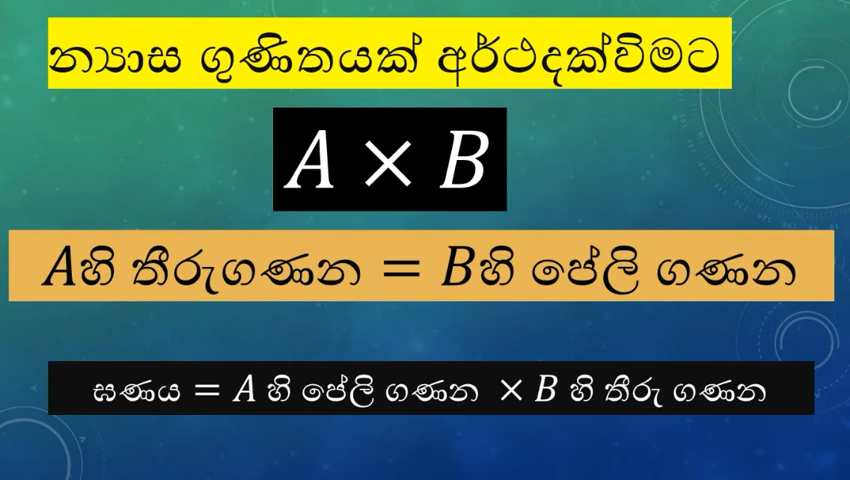 න්‍යාස ගුණිතයක් අර්ථදක්විමට
A × B
Aහි තීරුගණන = Bහි පේලි ගණන
ඝණය = A හි පේලි ගණන × B හි තීරු ගණන